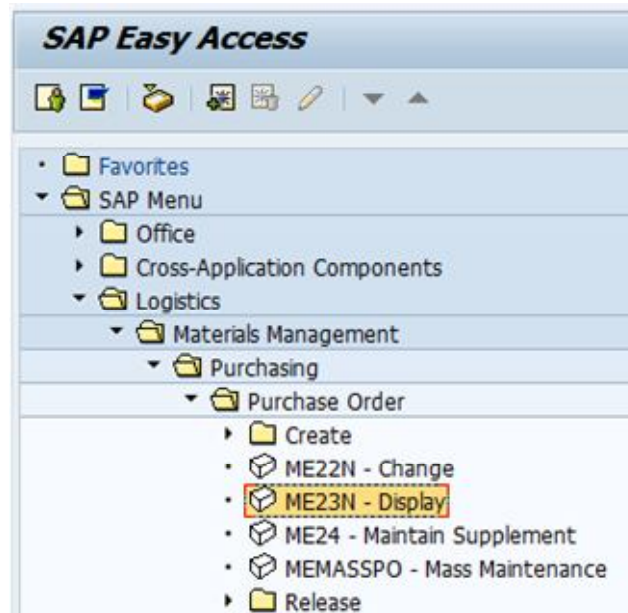 SAP Easy Access
Favorites
SAP Menu
Office
Cross-Application Components
Logistics
Materials Management
Purchasing
Purchase Order
Create
ME22N - Change
ME23N - Display
ME24 - Maintain Supplement
MEMASSPO - Mass Maintenance
Release